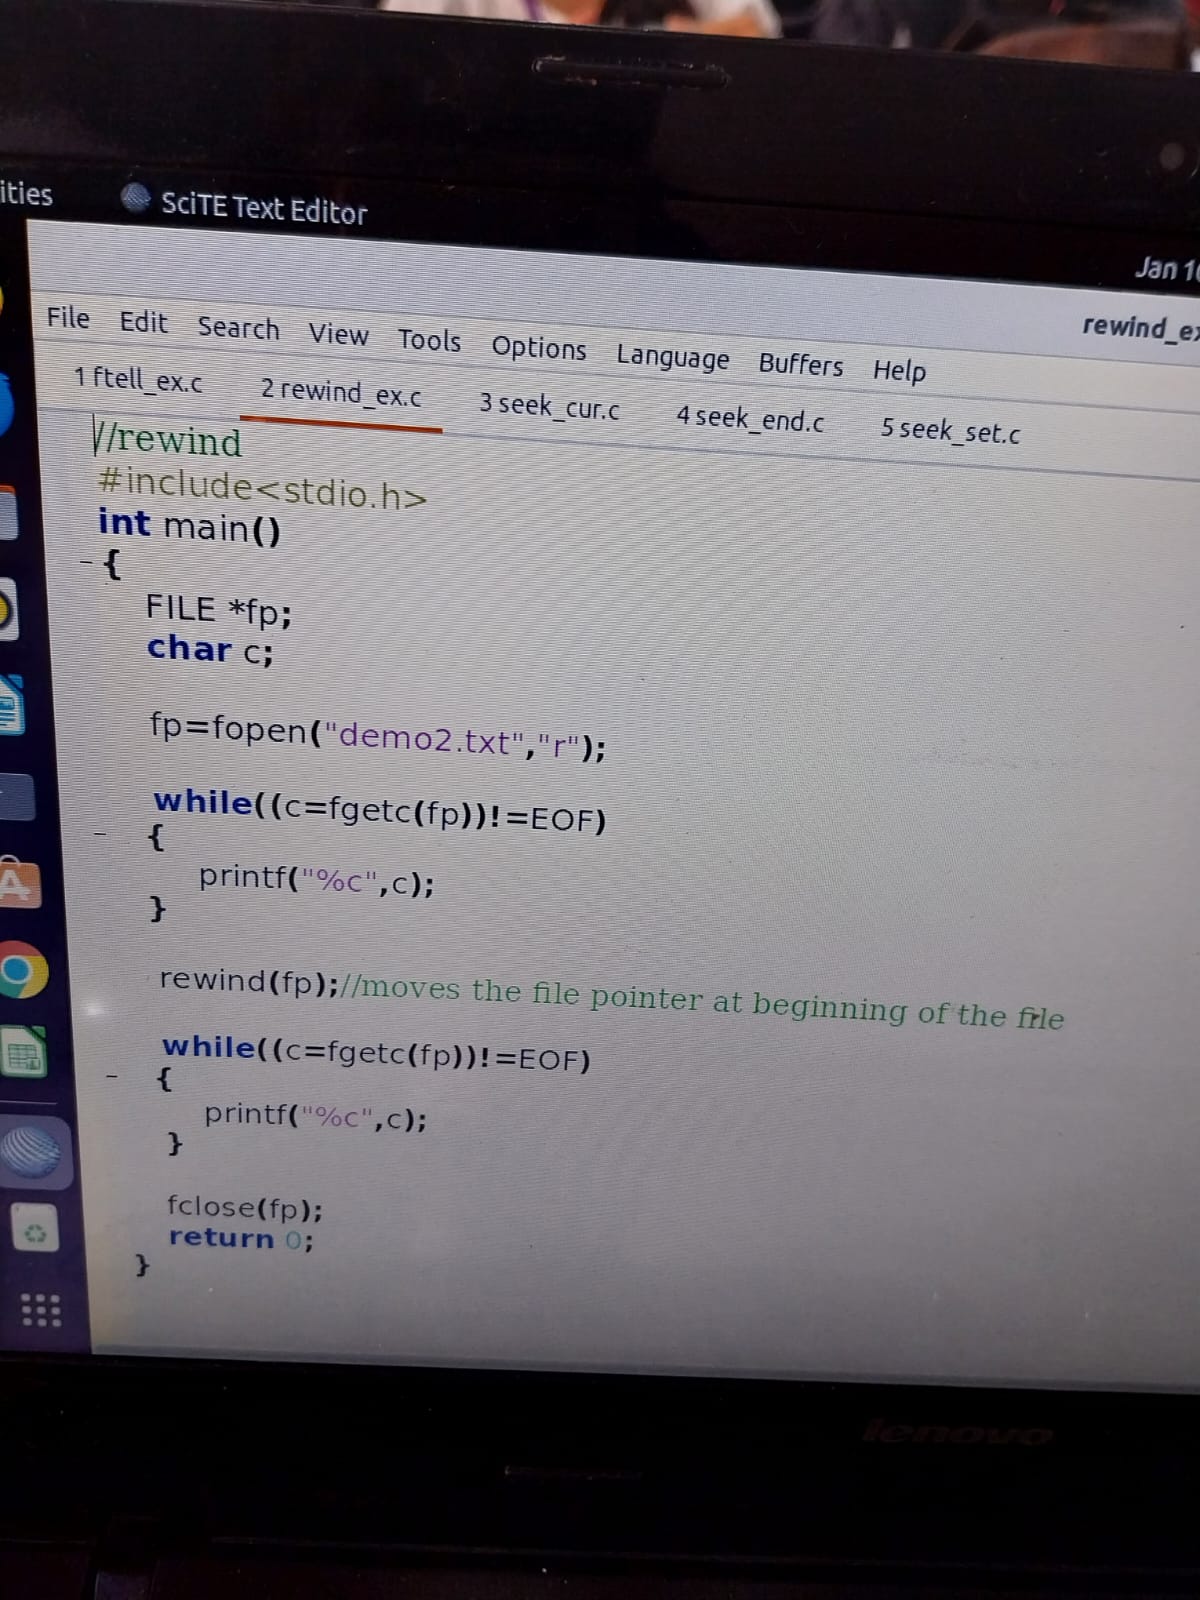 ities SciTE Text Editor
Jan
File Edit Search View Tools Options Language Buffers Help
1 ftell_ex.c 2 rewind_ex.c 3 seek_cur.c 4 seek_end.c 5 seek_set.c
//rewind
#include<stdio.h>
int main()
{
FILE *fp;
char c;
fp=fopen("demo2.txt","r");
while((c=fgetc(fp))!=EOF)
{
printf("%c",c);
}
rewind(fp);//moves the file pointer at beginning of the file
while((c=fgetc(fp))!=EOF)
{
printf("%c",c);
}
fclose(fp);
return 0;
}
lenovo